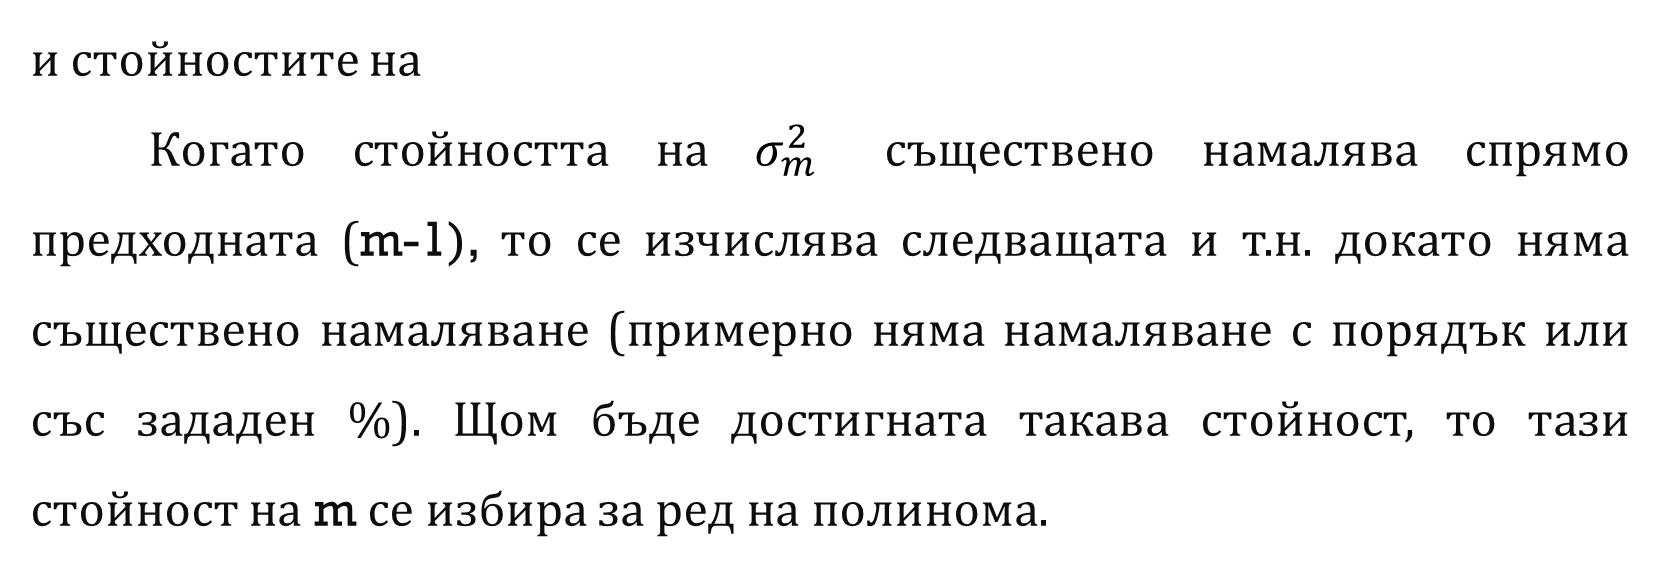 и стойностите на
Когато стойността на σ²ₘ съществено намалява спрямо
предходната (m-1), то се изчислява следващата и т.н. докато няма
съществено намаляване (примерно няма намаляване с порядък или
със зададен %). Щом бъде достигната такава стойност, то тази
стойност на m се избира за ред на полинома.